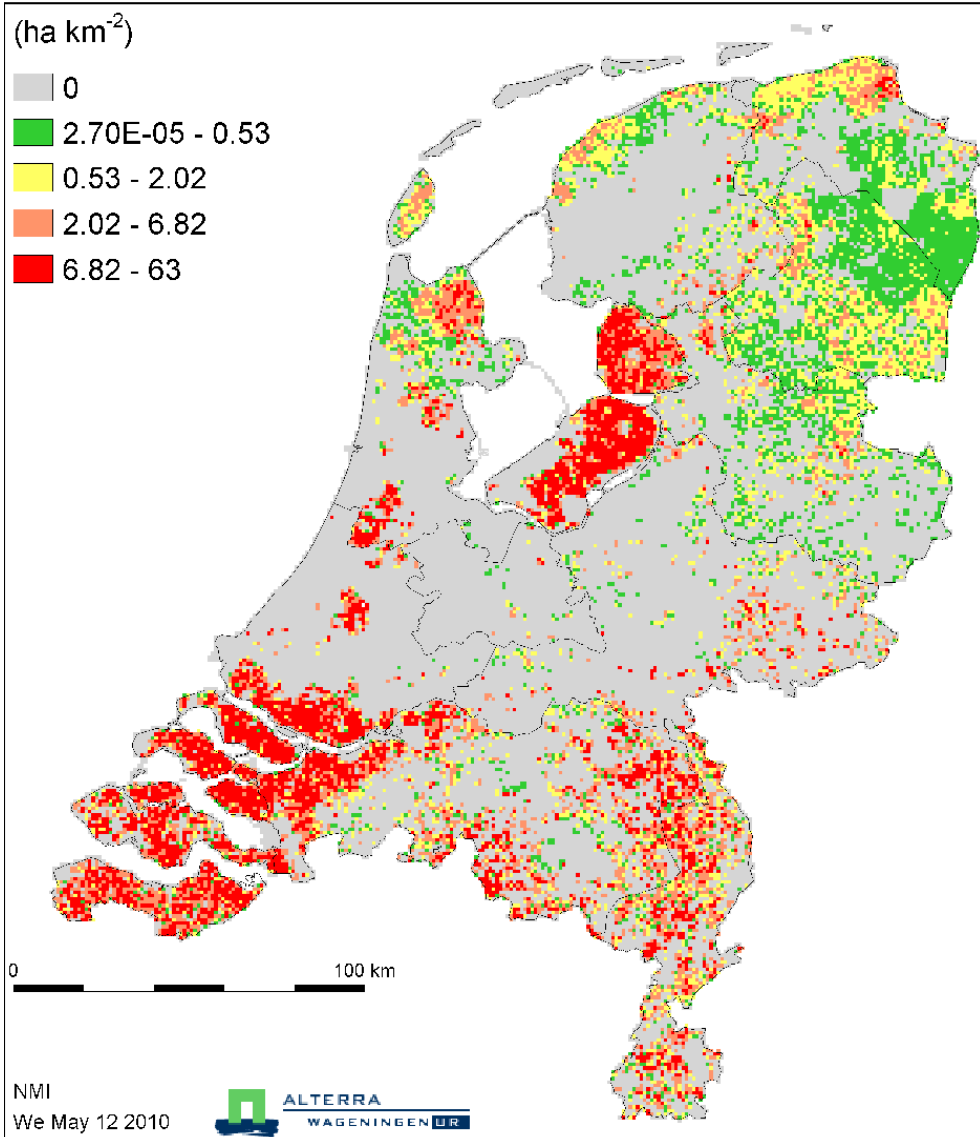 (ha km-2)
0
2.70E-05 - 0.53
0.53 - 2.02
2.02 - 6.82
6.82 - 63
0 100 km
NMI
We May 12 2010
ALTERRA
WAGENINGEN UR